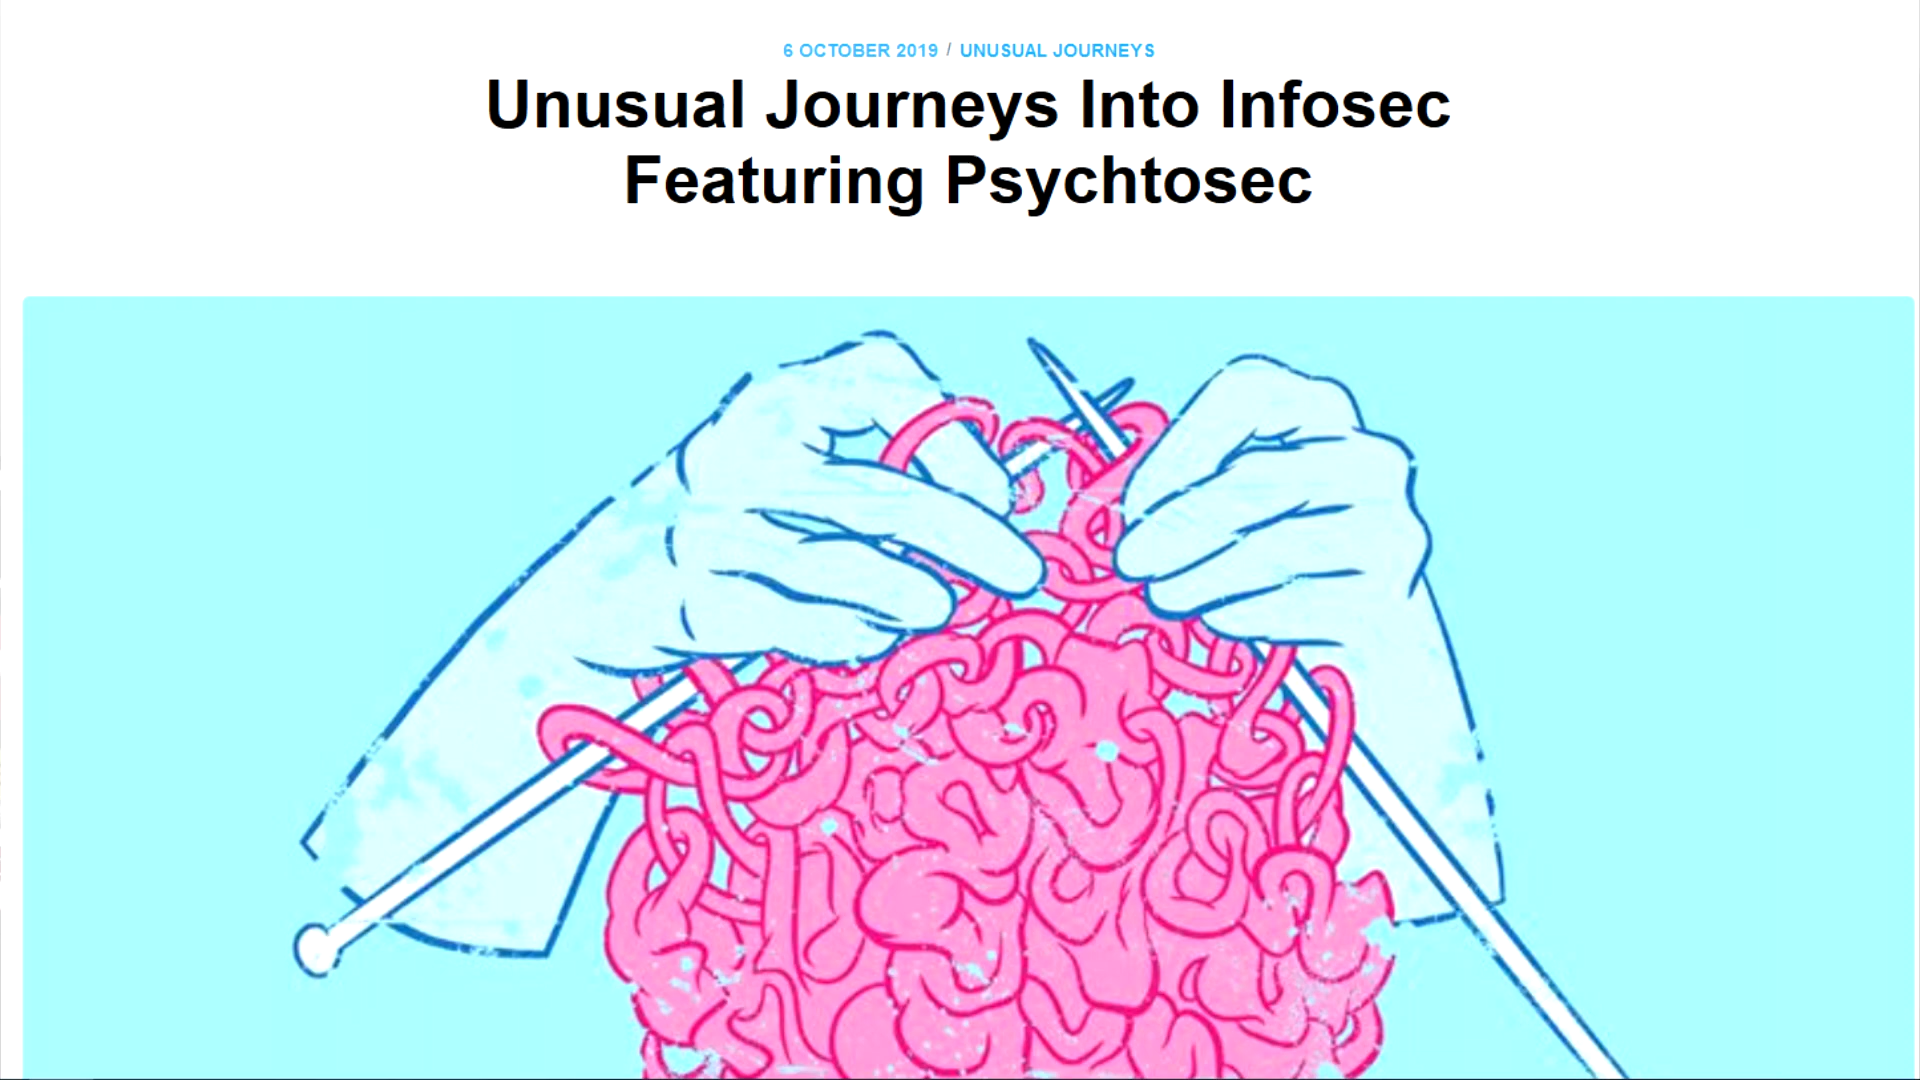 6 OCTOBER 2019 / UNUSUAL JOURNEYS
Unusual Journeys Into Infosec
Featuring Psychtosec